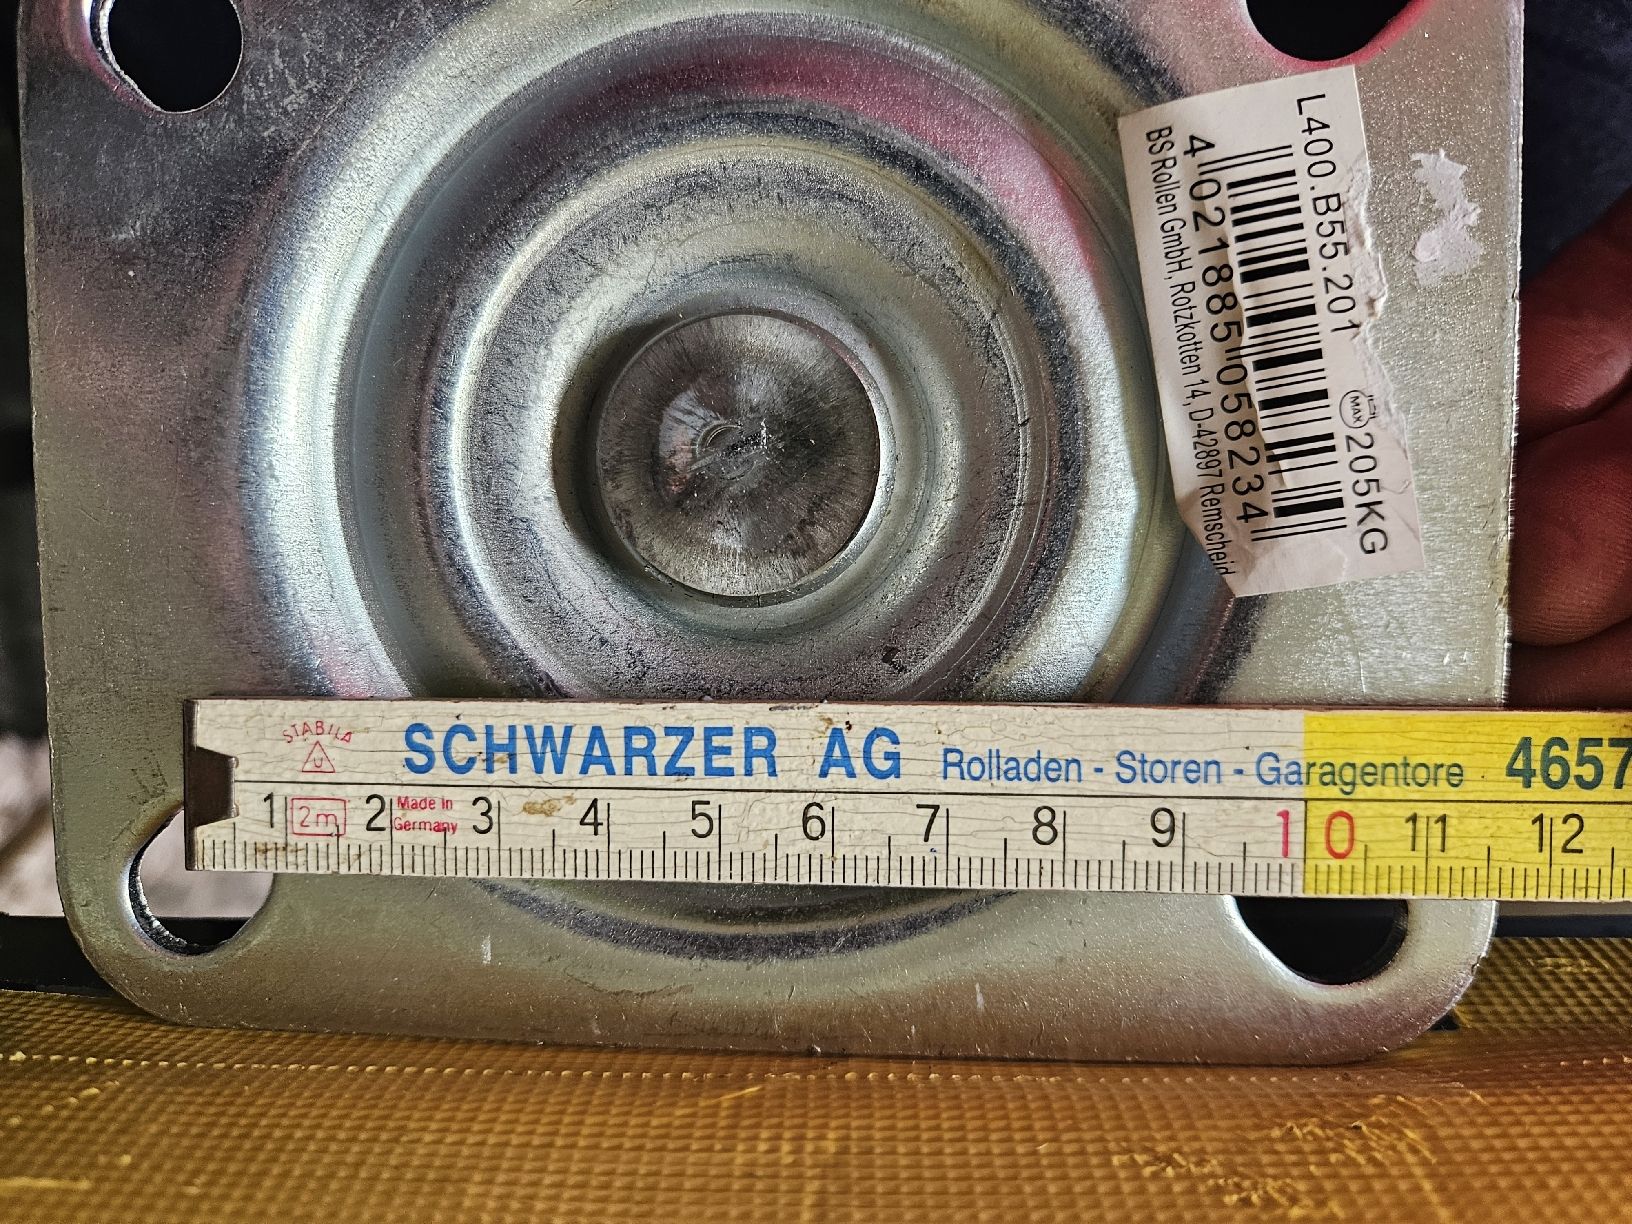 L400.B55.201
MAX 205KG
4 021885 058234
BS Rollen GmbH, Rotzkotten 14, D-42897 Remscheid
STABILA
SCHWARZER AG Rolladen - Storen - Garagentore 4657
1 2m 2 Made in Germany 3 4 5 6 7 8 9 10 11 12